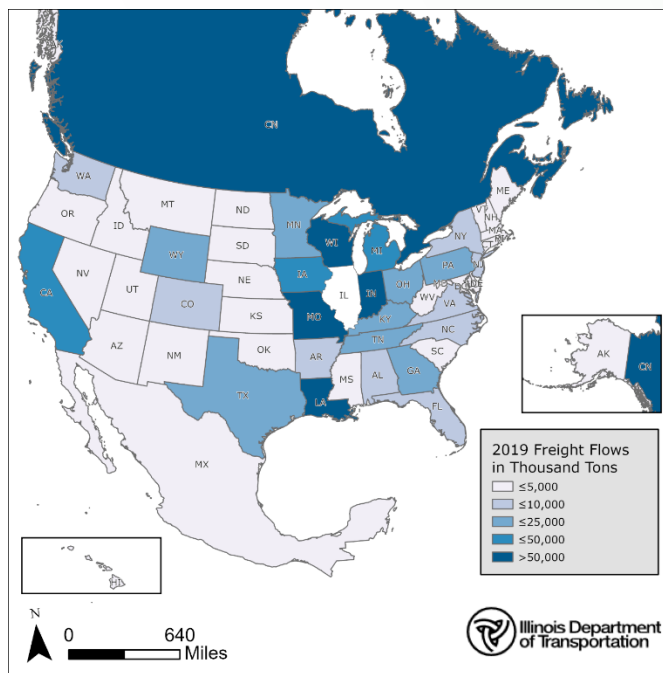 CN
WA
ME
MT
ND
VT
OR
MN
NH
ID
WI
NY
MA
SD
MI
WY
IA
PA
NE
NJ
NV
OH
IL
IN
DE
UT
CA
CO
WV
VA
KS
MO
KY
NC
TN
OK
AZ
NM
AR
SC
MS
AL
GA
AK
CN
TX
LA
FL
MX
2019 Freight Flows
in Thousand Tons
≤5,000
≤10,000
≤25,000
≤50,000
>50,000
HI
N
0 640
Miles
Illinois Department
of Transportation